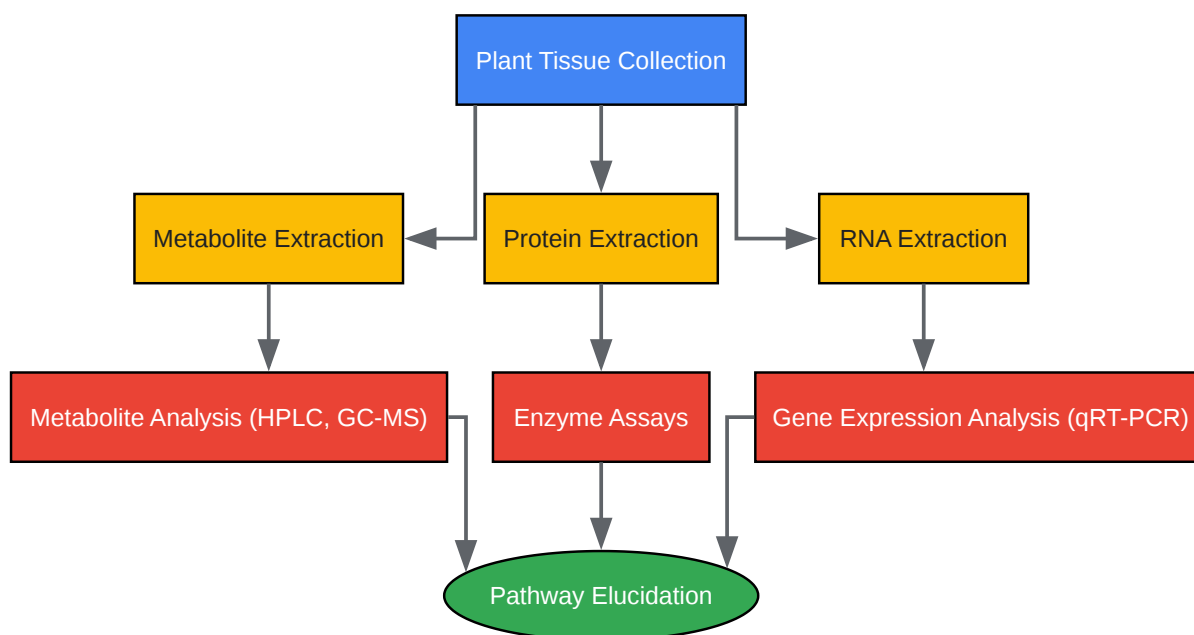 Plant Tissue Collection
Metabolite Extraction
Protein Extraction
RNA Extraction
Metabolite Analysis (HPLC, GC-MS)
Enzyme Assays
Gene Expression Analysis (qRT-PCR)
Pathway Elucidation